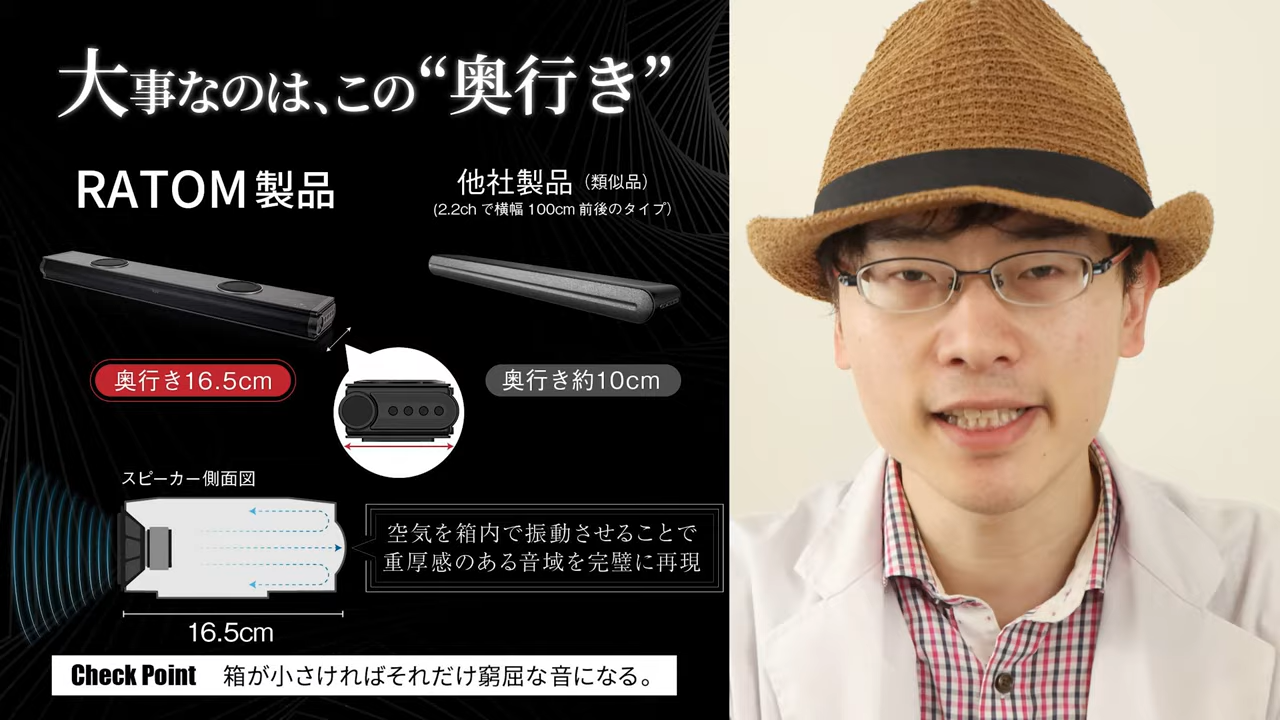 大事なのは、この“奥行き”
RATOM製品
他社製品（類似品）
(2.2ch で横幅 100cm 前後のタイプ）
奥行き16.5cm
奥行き約10cm
スピーカー側面図
空気を箱内で振動させることで
重厚感のある音域を完璧に再現
16.5cm
Check Point 箱が小さければそれだけ窮屈な音になる。